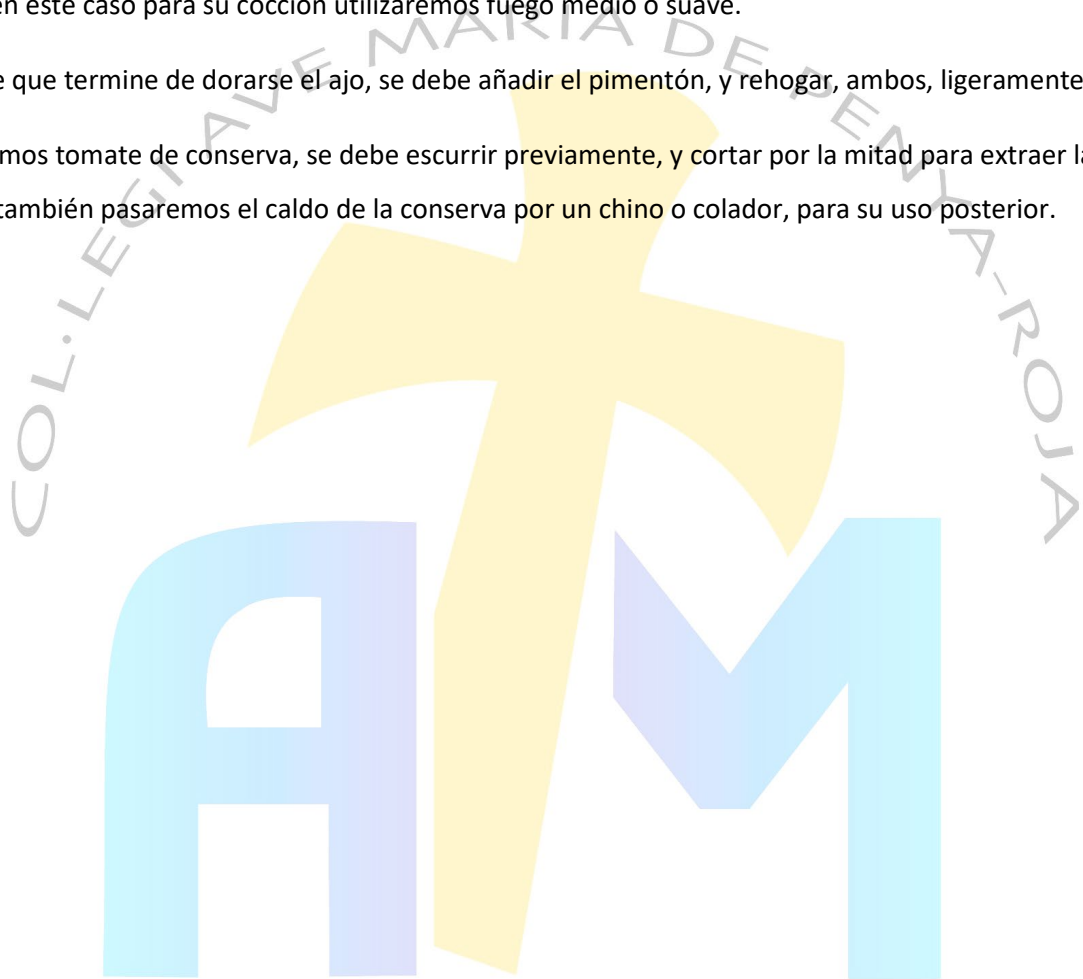 en este caso para su cocción utilizaremos fuego medio o suave.
COL·LEGI AVE MARIA DE PENYA-ROJA
e que termine de dorarse el ajo, se debe añadir el pimentón, y rehogar, ambos, ligeramente
mos tomate de conserva, se debe escurrir previamente, y cortar por la mitad para extraer la
también pasaremos el caldo de la conserva por un chino o colador, para su uso posterior.
AM